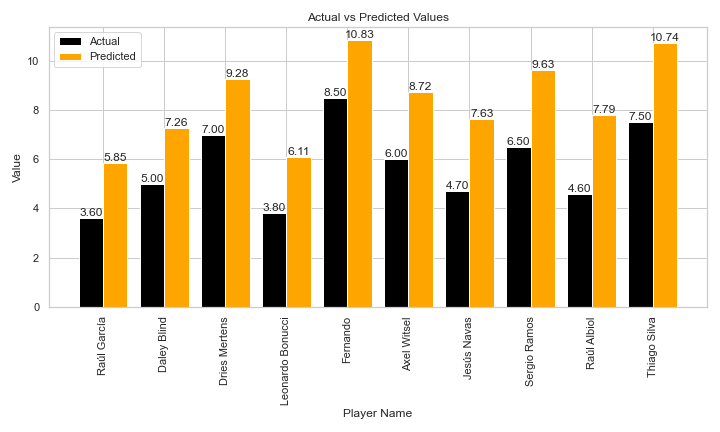 Actual vs Predicted Values
Actual
Predicted
Value
10
8
6
4
2
0
3.60
5.85
5.00
7.26
7.00
9.28
3.80
6.11
8.50
10.83
6.00
8.72
4.70
7.63
6.50
9.63
4.60
7.79
7.50
10.74
Raúl García
Daley Blind
Dries Mertens
Leonardo Bonucci
Fernando
Axel Witsel
Jesús Navas
Sergio Ramos
Raúl Albiol
Thiago Silva
Player Name